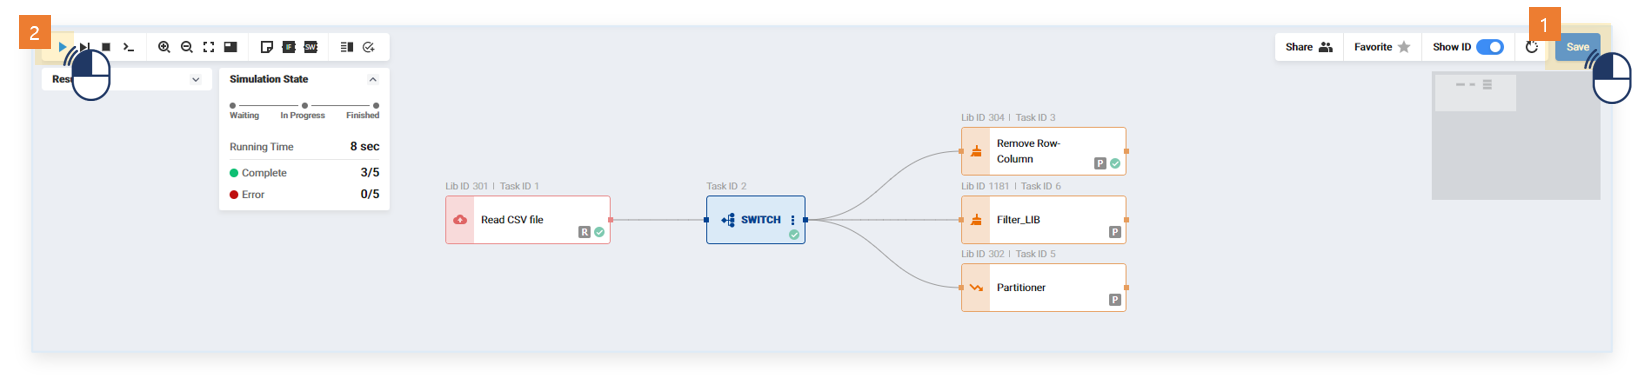 2
1
IF
SW
Share
Favorite
Show ID
Save
Res
Simulation State
Waiting
In Progress
Finished
Running Time 8 sec
Complete 3/5
Error 0/5
Lib ID 301 | Task ID 1
Read CSV file
R
Task ID 2
SWITCH
Lib ID 304 | Task ID 3
Remove Row-
Column
P
Lib ID 1181 | Task ID 6
Filter_LIB
P
Lib ID 302 | Task ID 5
Partitioner
P